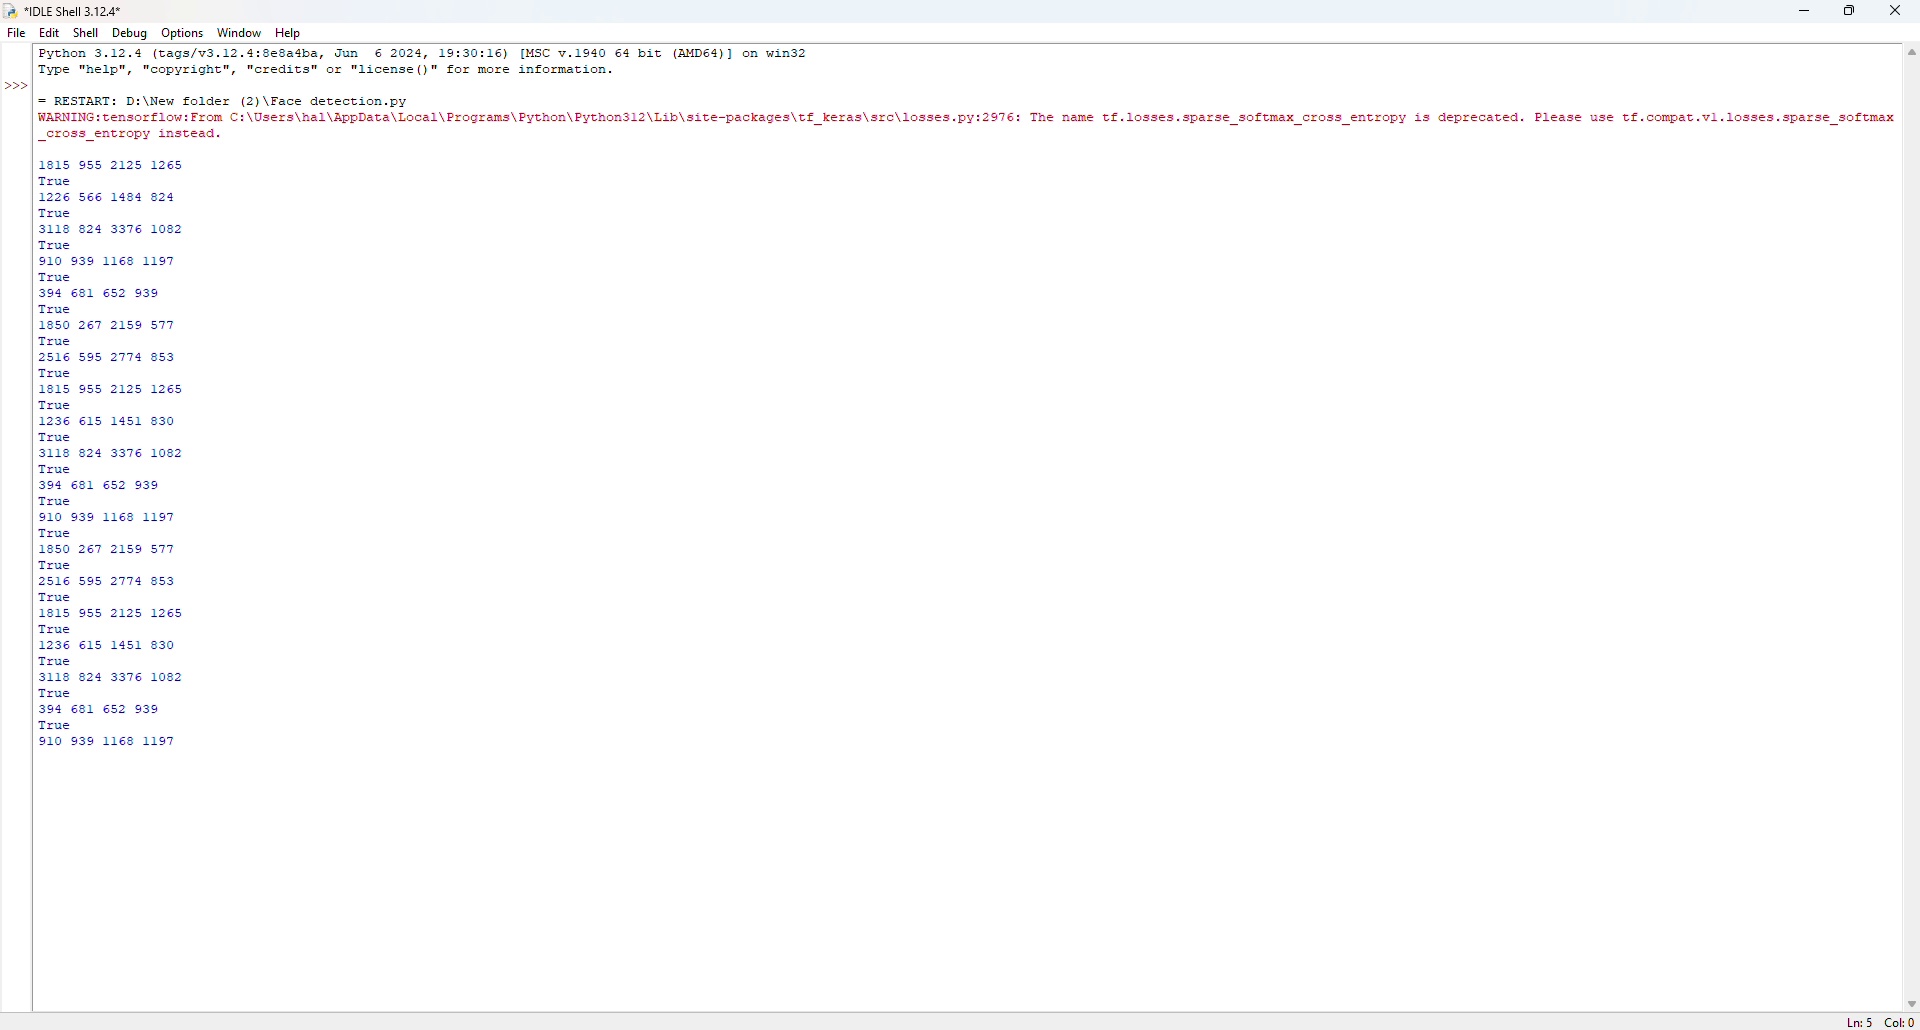 *IDLE Shell 3.12.4*
File Edit Shell Debug Options Window Help
Python 3.12.4 (tags/v3.12.4:8e8a4ba, Jun  6 2024, 19:30:16) [MSC v.1940 64 bit (AMD64)] on win32
Type "help", "copyright", "credits" or "license()" for more information.
>>>
= RESTART: D:\New folder (2)\Face detection.py
WARNING:tensorflow:From C:\Users\hal\AppData\Local\Programs\Python\Python312\Lib\site-packages\tf_keras\src\losses.py:2976: The name tf.losses.sparse_softmax_cross_entropy is deprecated. Please use tf.compat.v1.losses.sparse_softmax
_cross_entropy instead.
1815 955 2125 1265
True
1226 566 1484 824
True
3118 824 3376 1082
True
910 939 1168 1197
True
394 681 652 939
True
1850 267 2159 577
True
2516 595 2774 853
True
1815 955 2125 1265
True
1236 615 1451 830
True
3118 824 3376 1082
True
394 681 652 939
True
910 939 1168 1197
True
1850 267 2159 577
True
2516 595 2774 853
True
1815 955 2125 1265
True
1236 615 1451 830
True
3118 824 3376 1082
True
394 681 652 939
True
910 939 1168 1197
Ln: 5 Col: 0